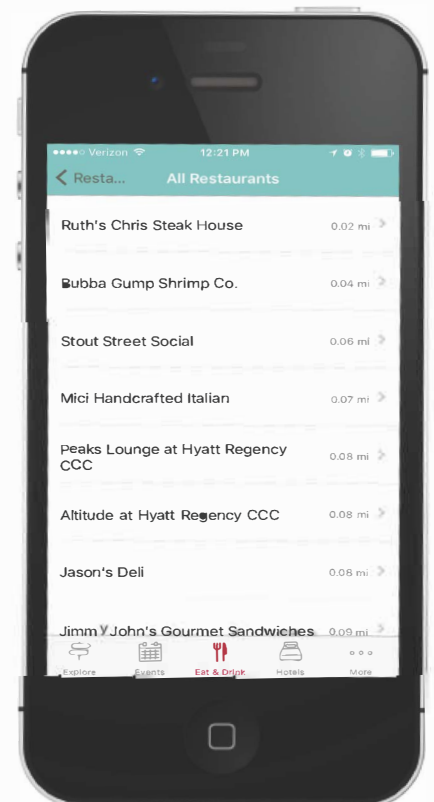 Verizon 12:21 PM
Resta... All Restaurants
Ruth's Chris Steak House 0.02 mi
Bubba Gump Shrimp Co. 0.04 mi
Stout Street Social 0.06 mi
Mici Handcrafted Italian 0.07 mi
Peaks Lounge at Hyatt Regency
CCC 0.08 mi
Altitude at Hyatt Regency CCC 0.08 mi
Jason's Deli 0.08 mi
Jimmy John's Gourmet Sandwiches 0.09 mi
Explore Events Eat & Drink Hotels More